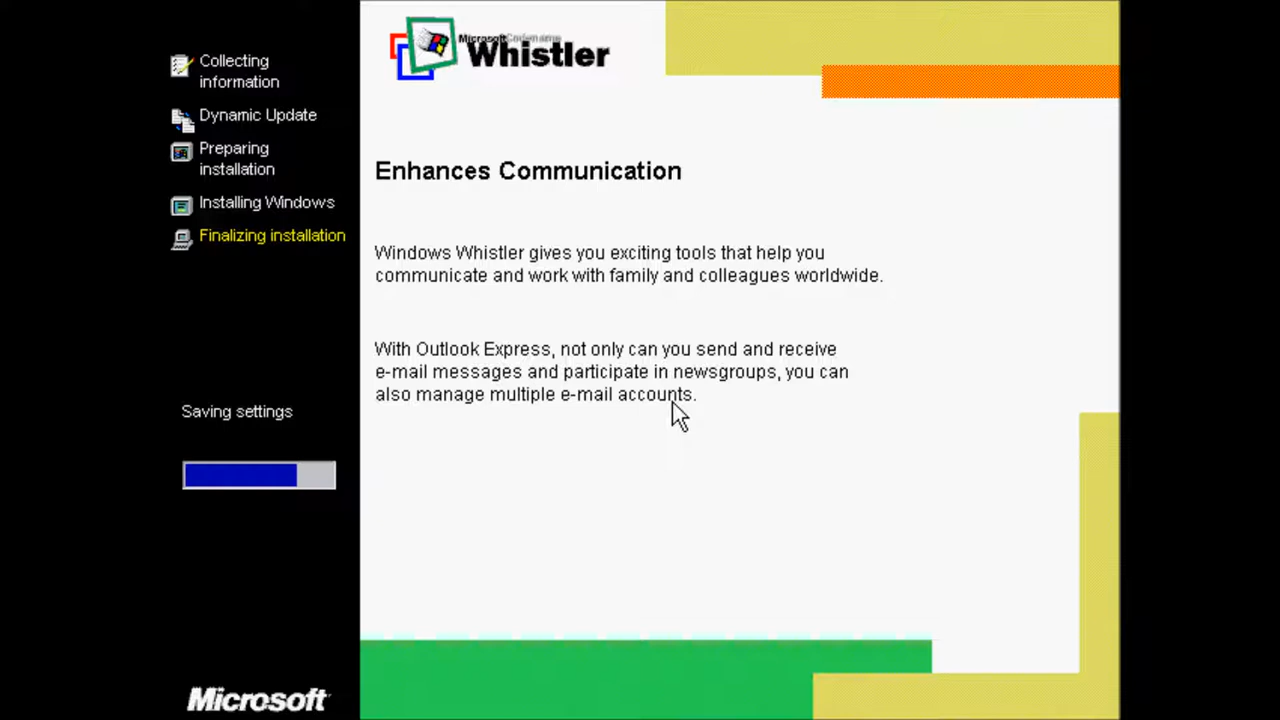 Collecting
information
Dynamic Update
Preparing
installation
Installing Windows
Finalizing installation
Saving settings
Microsoft
Microsoft Codename
Whistler
Enhances Communication
Windows Whistler gives you exciting tools that help you
communicate and work with family and colleagues worldwide.
With Outlook Express, not only can you send and receive
e-mail messages and participate in newsgroups, you can
also manage multiple e-mail accounts.